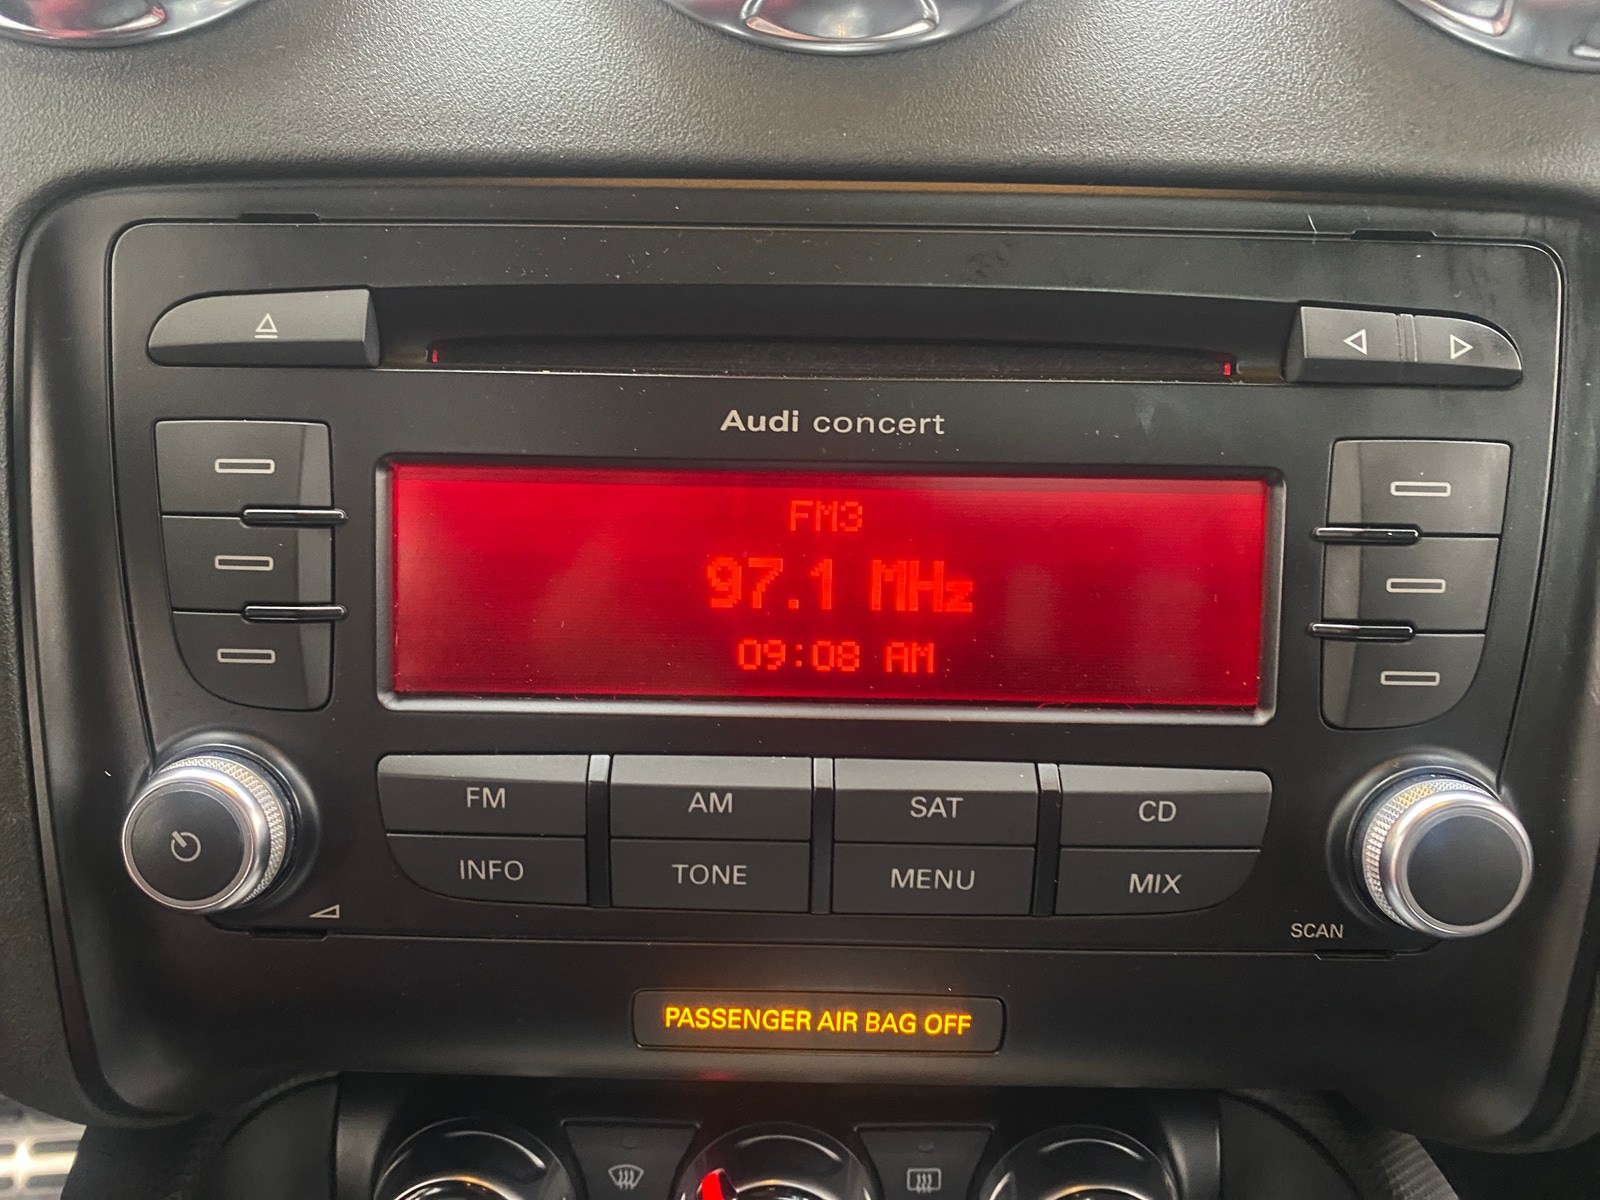 Audi concert
FM3
97.1 MHz
09:08 AM
FM AM SAT CD
INFO TONE MENU MIX
SCAN
PASSENGER AIR BAG OFF